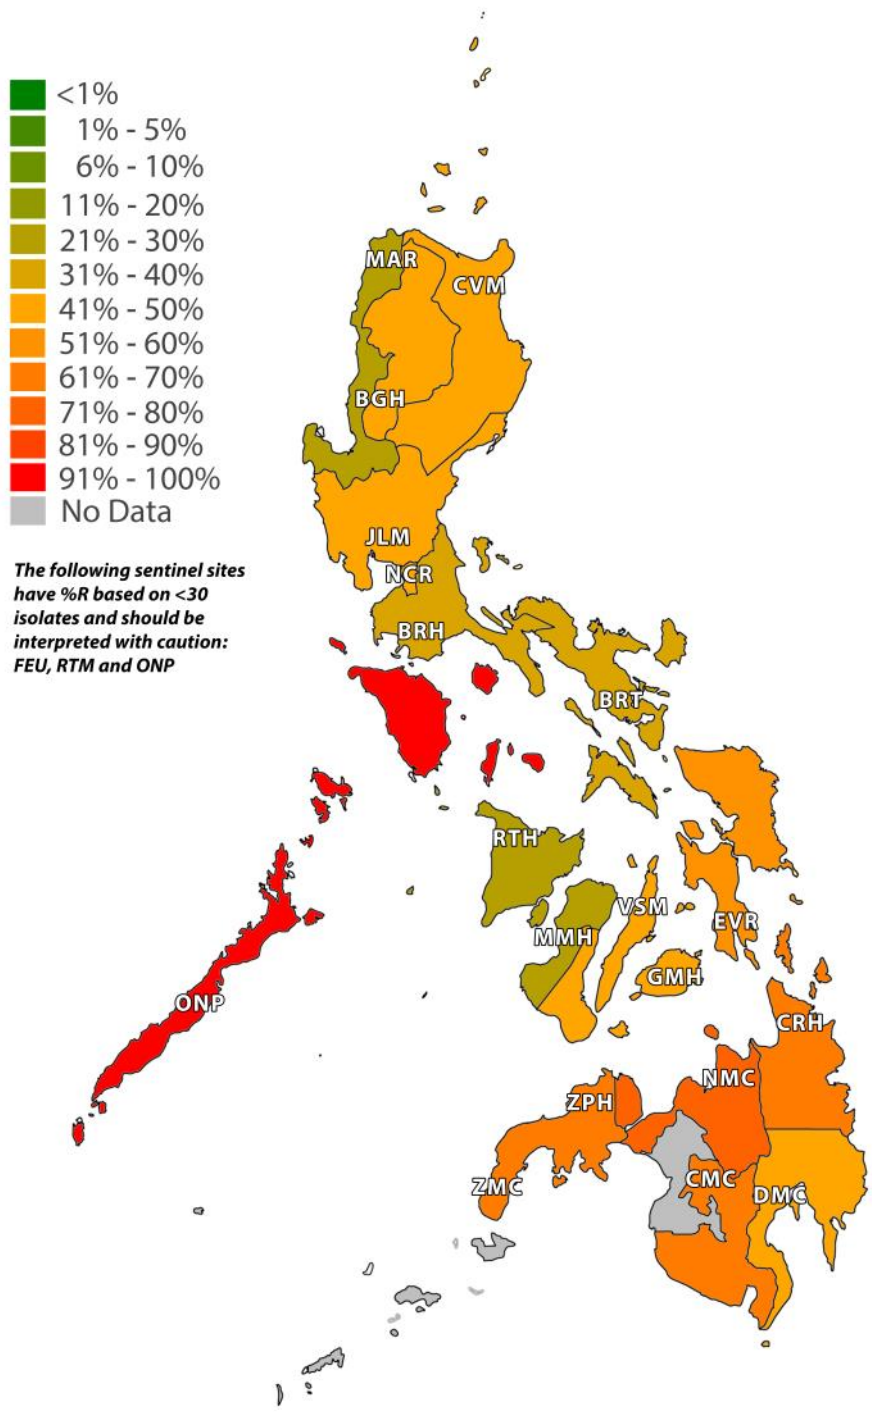 <1%
1% - 5%
6% - 10%
11% - 20%
21% - 30%
31% - 40%
41% - 50%
51% - 60%
61% - 70%
71% - 80%
81% - 90%
91% - 100%
No Data
The following sentinel sites
have %R based on <30
isolates and should be
interpreted with caution:
FEU, RTM and ONP
MAR
CVM
BGH
JLM
NCR
BRH
BRT
RTH
VSM
EVR
MMH
GMH
ONP
CRH
NMC
ZPH
CMC
ZMC
DMC